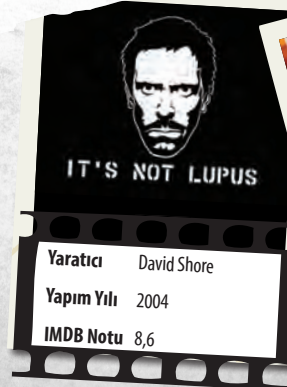 IT'S NOT LUPUS
Yaratıcı David Shore
Yapım Yılı 2004
IMDB Notu 8,6